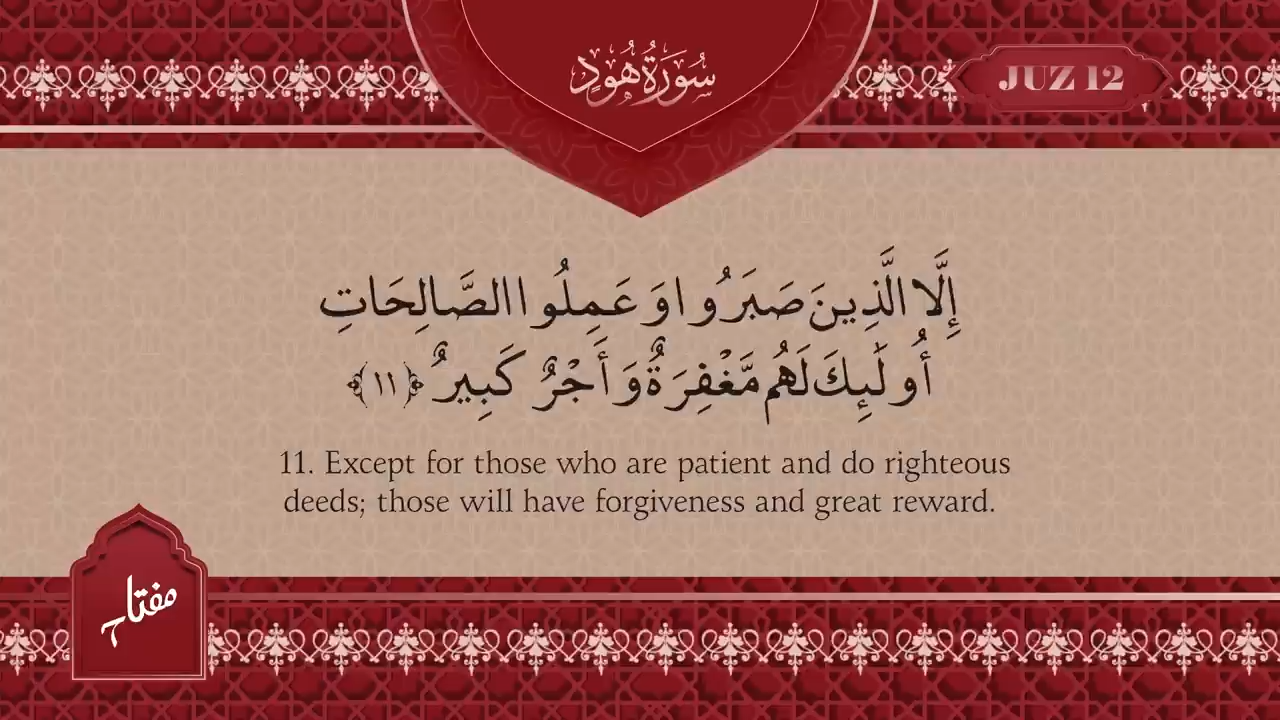 سُورَةُ هُودٍ
JUZ 12
إِلَّا الَّذِينَ صَبَرُوا وَعَمِلُوا الصَّالِحَاتِ
أُولَٰئِكَ لَهُم مَّغْفِرَةٌ وَأَجْرٌ كَبِيرٌ ﴿١١﴾
11. Except for those who are patient and do righteous
deeds; those will have forgiveness and great reward.
مفتاح